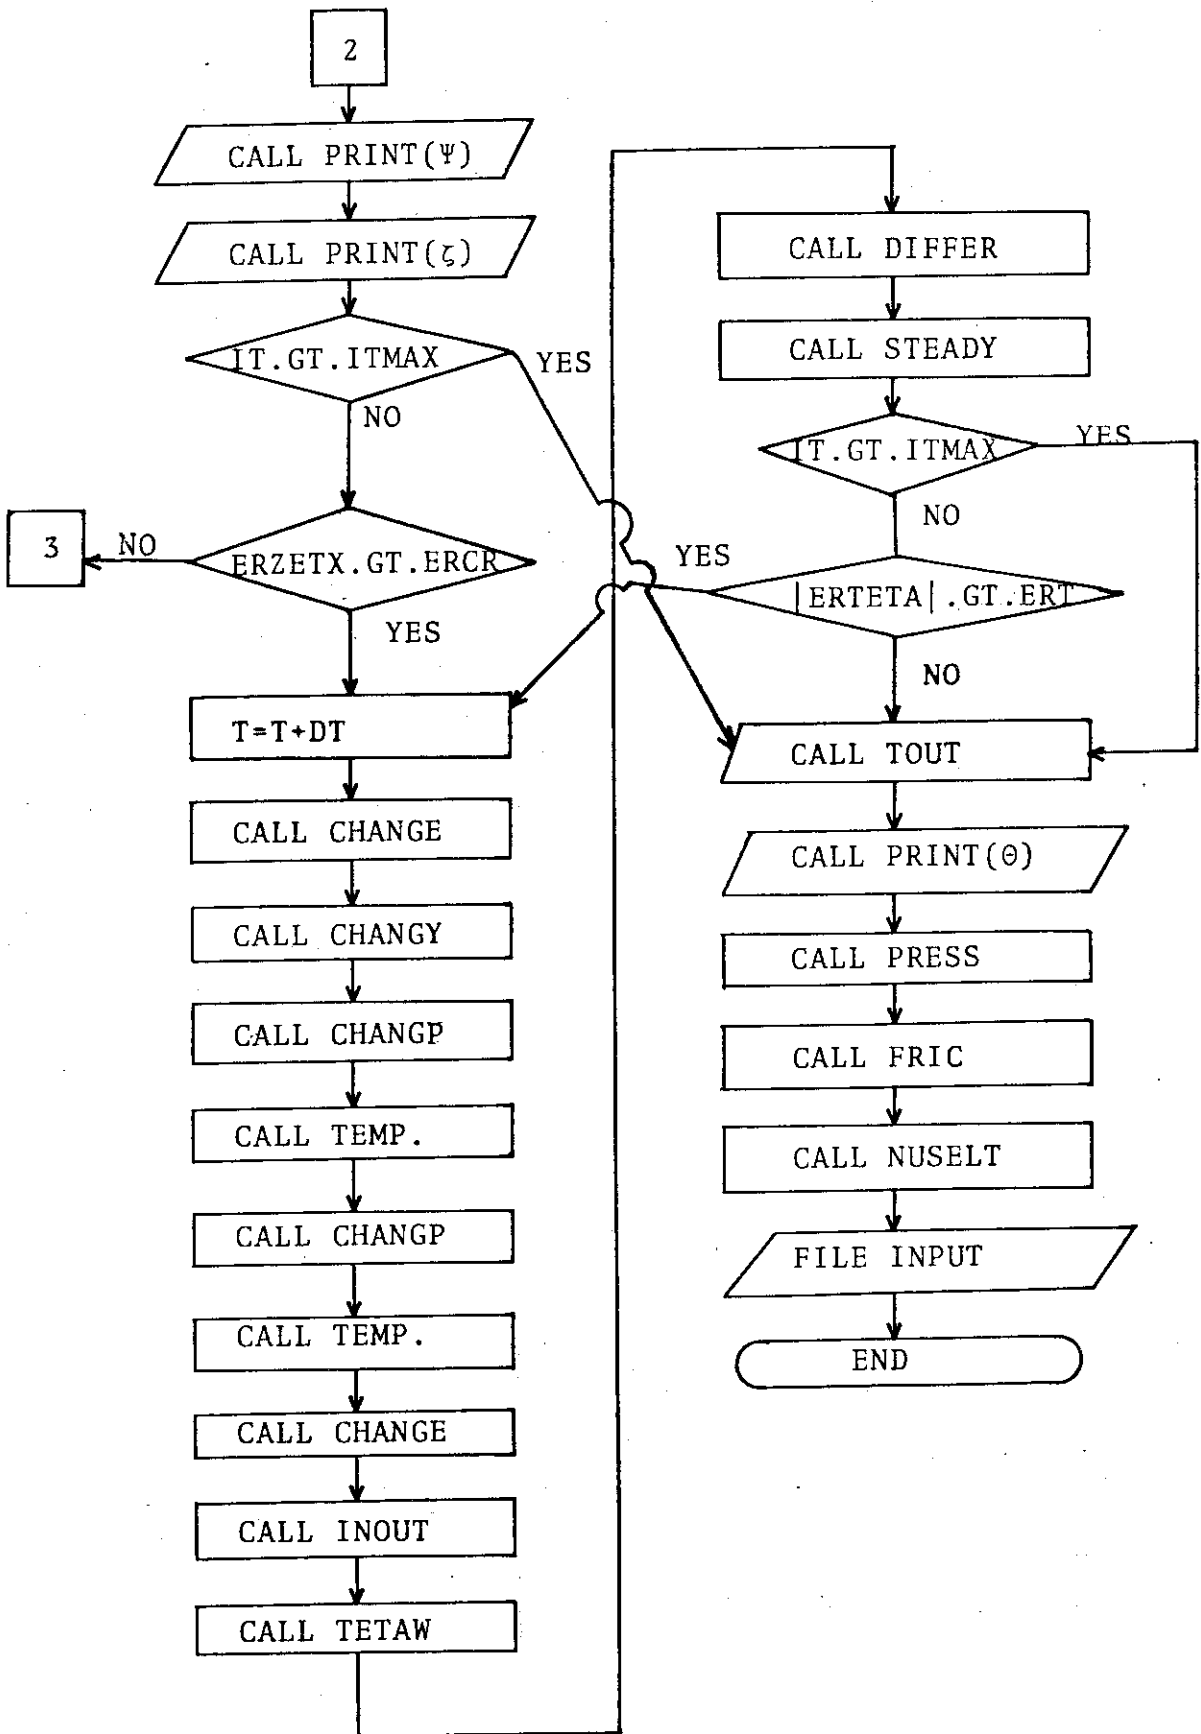 2
CALL PRINT(Ψ)
CALL PRINT(ζ)
IT.GT.ITMAX
YES
NO
3
NO
ERZETX.GT.ERCR
YES
T=T+DT
CALL CHANGE
CALL CHANGY
CALL CHANGP
CALL TEMP.
CALL CHANGP
CALL TEMP.
CALL CHANGE
CALL INOUT
CALL TETAW
CALL DIFFER
CALL STEADY
IT.GT.ITMAX
YES
NO
YES
|ERTETA|.GT.ERT
NO
CALL TOUT
CALL PRINT(Θ)
CALL PRESS
CALL FRIC
CALL NUSELT
FILE INPUT
END